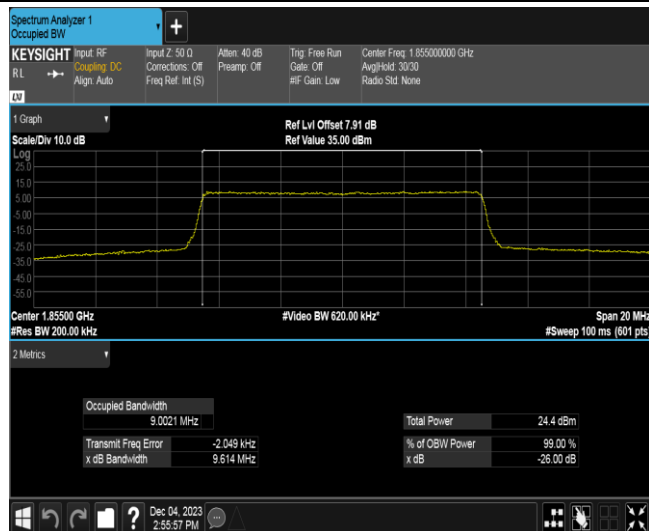 Spectrum Analyzer 1
Occupied BW
+
KEYSIGHT Input: RF Input Z: 50 Ω Atten: 40 dB Trig: Free Run Center Freq: 1.855000000 GHz
RL Coupling: DC Corrections: Off Preamp: Off Gate: Off Avg|Hold: 30/30
Align: Auto Freq Ref: Int (S) #IF Gain: Low Radio Std: None
1 Graph
Ref Lvl Offset 7.91 dB
Scale/Div 10.0 dB Ref Value 35.00 dBm
Log
25.0
15.0
5.00
-5.00
-15.0
-25.0
-35.0
-45.0
-55.0
Center 1.85500 GHz #Video BW 620.00 kHz* Span 20 MHz
#Res BW 200.00 kHz #Sweep 100 ms (601 pts)
2 Metrics
Occupied Bandwidth
9.0021 MHz Total Power 24.4 dBm
Transmit Freq Error -2.049 kHz % of OBW Power 99.00 %
x dB Bandwidth 9.614 MHz x dB -26.00 dB
? Dec 04, 2023
2:55:57 PM